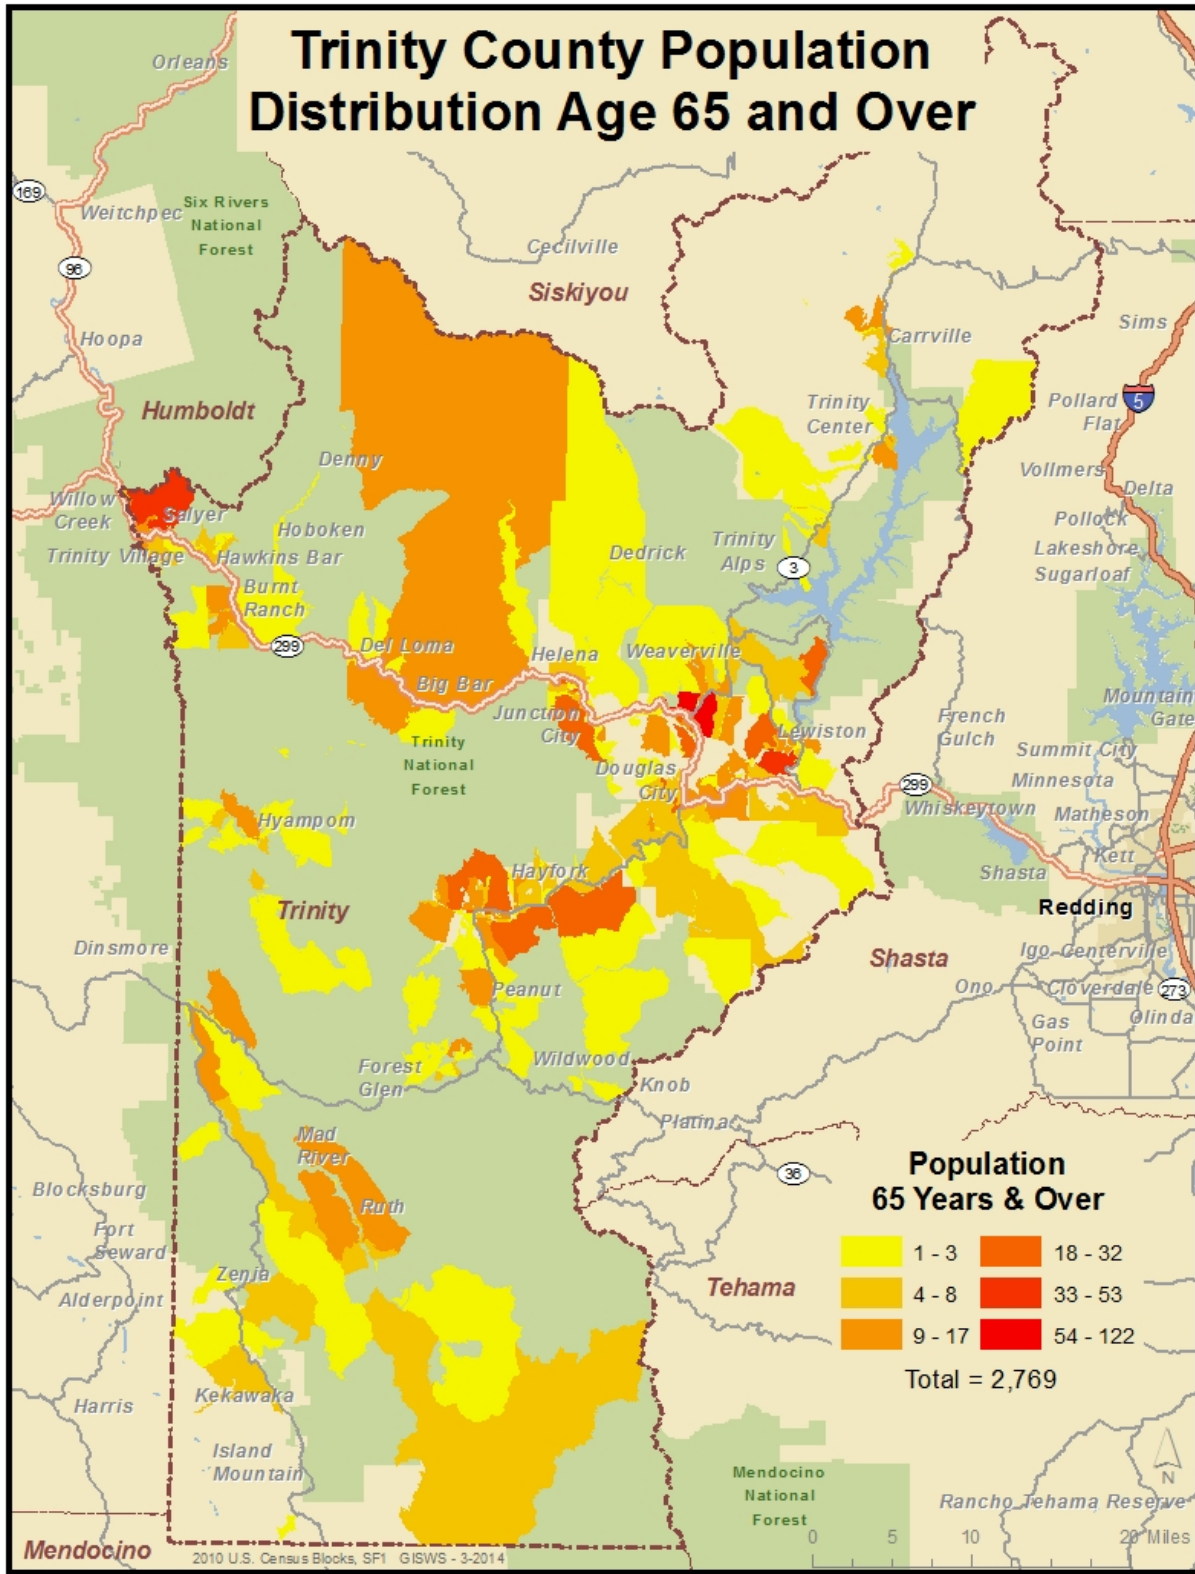 Trinity County Population
Distribution Age 65 and Over
Orleans
169
Weitchpec
Six Rivers
National
Forest
96
Cecilville
Siskiyou
Hoopa
Carrville
Sims
Humboldt
Trinity
Center
5
Pollard
Flat
Denny
Vollmers
Willow
Creek
Salyer
Delta
Hoboken
Pollock
Trinity Village
Hawkins Bar
Dedrick
Trinity
Alps
3
Lakeshore
Sugarloaf
Burnt
Ranch
299
Del Loma
Helena
Weaverville
Big Bar
Junction
City
Lewiston
French
Gulch
Mountain
Gate
Trinity
National
Forest
Douglas
City
Summit City
Minnesota
299
Whiskeytown
Matheson
Hyampom
Kett
Hayfork
Shasta
Trinity
Redding
Dinsmore
Shasta
Igo
Centerville
Peanut
Ono
Cloverdale
273
Gas
Point
Olinda
Forest
Glen
Wildwood
Knob
Platina
Mad
River
36
Ruth
Blocksburg
Fort
Seward
Zenia
Alderpoint
Tehama
Population
65 Years & Over
1 - 3
18 - 32
4 - 8
33 - 53
9 - 17
54 - 122
Total = 2,769
Kekawaka
Harris
Island
Mountain
Mendocino
National
Forest
N
Rancho Tehama Reserve
0 5 10 20 Miles
Mendocino
2010 U.S. Census Blocks, SF1 GISWS - 3-2014